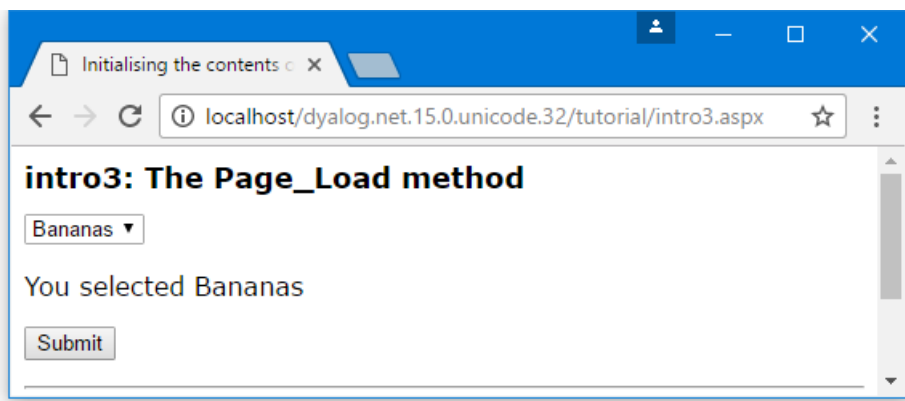 Initialising the contents o
localhost/dyalog.net.15.0.unicode.32/tutorial/intro3.aspx
intro3: The Page_Load method
Bananas
You selected Bananas
Submit